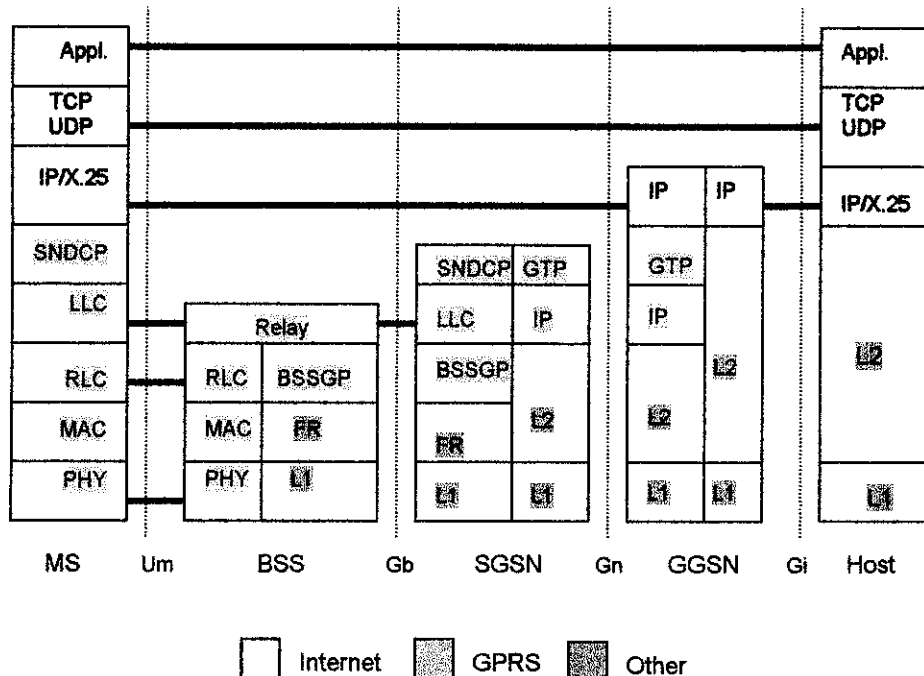 Appl. Appl.
TCP TCP
UDP UDP
IP/X.25 IP IP IP/X.25
SNDCP SNDCP GTP GTP
LLC Relay LLC IP IP
RLC RLC BSSGP BSSGP L2 L2
MAC MAC FR FR L2 L2
PHY PHY L1 L1 L1 L1 L1 L1
MS Um BSS Gb SGSN Gn GGSN Gi Host
Internet GPRS Other